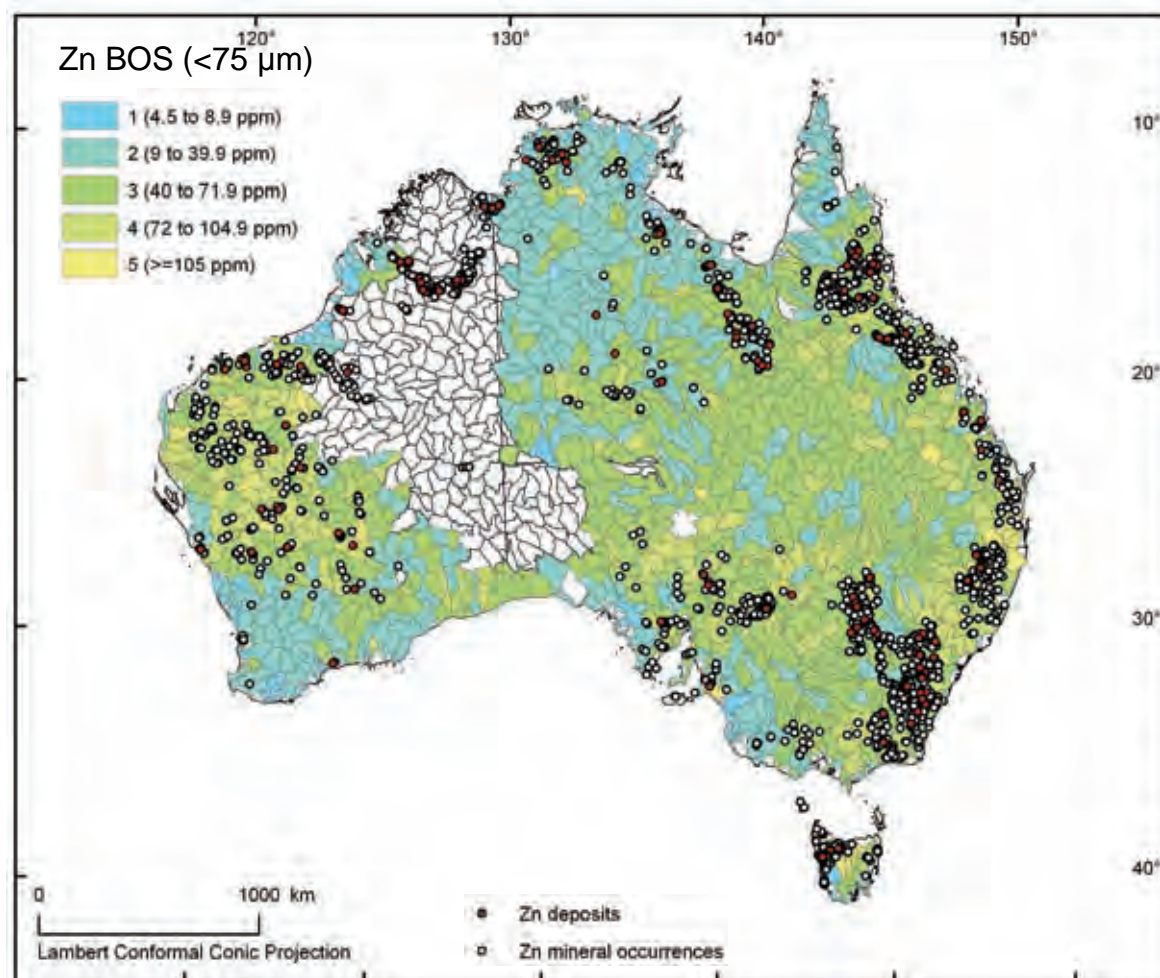 120° 130° 140° 150°
Zn BOS (<75 µm)
1 (4.5 to 8.9 ppm)
2 (9 to 39.9 ppm)
3 (40 to 71.9 ppm)
4 (72 to 104.9 ppm)
5 (>=105 ppm)
10°
20°
30°
40°
0 1000 km
Lambert Conformal Conic Projection
Zn deposits
Zn mineral occurrences